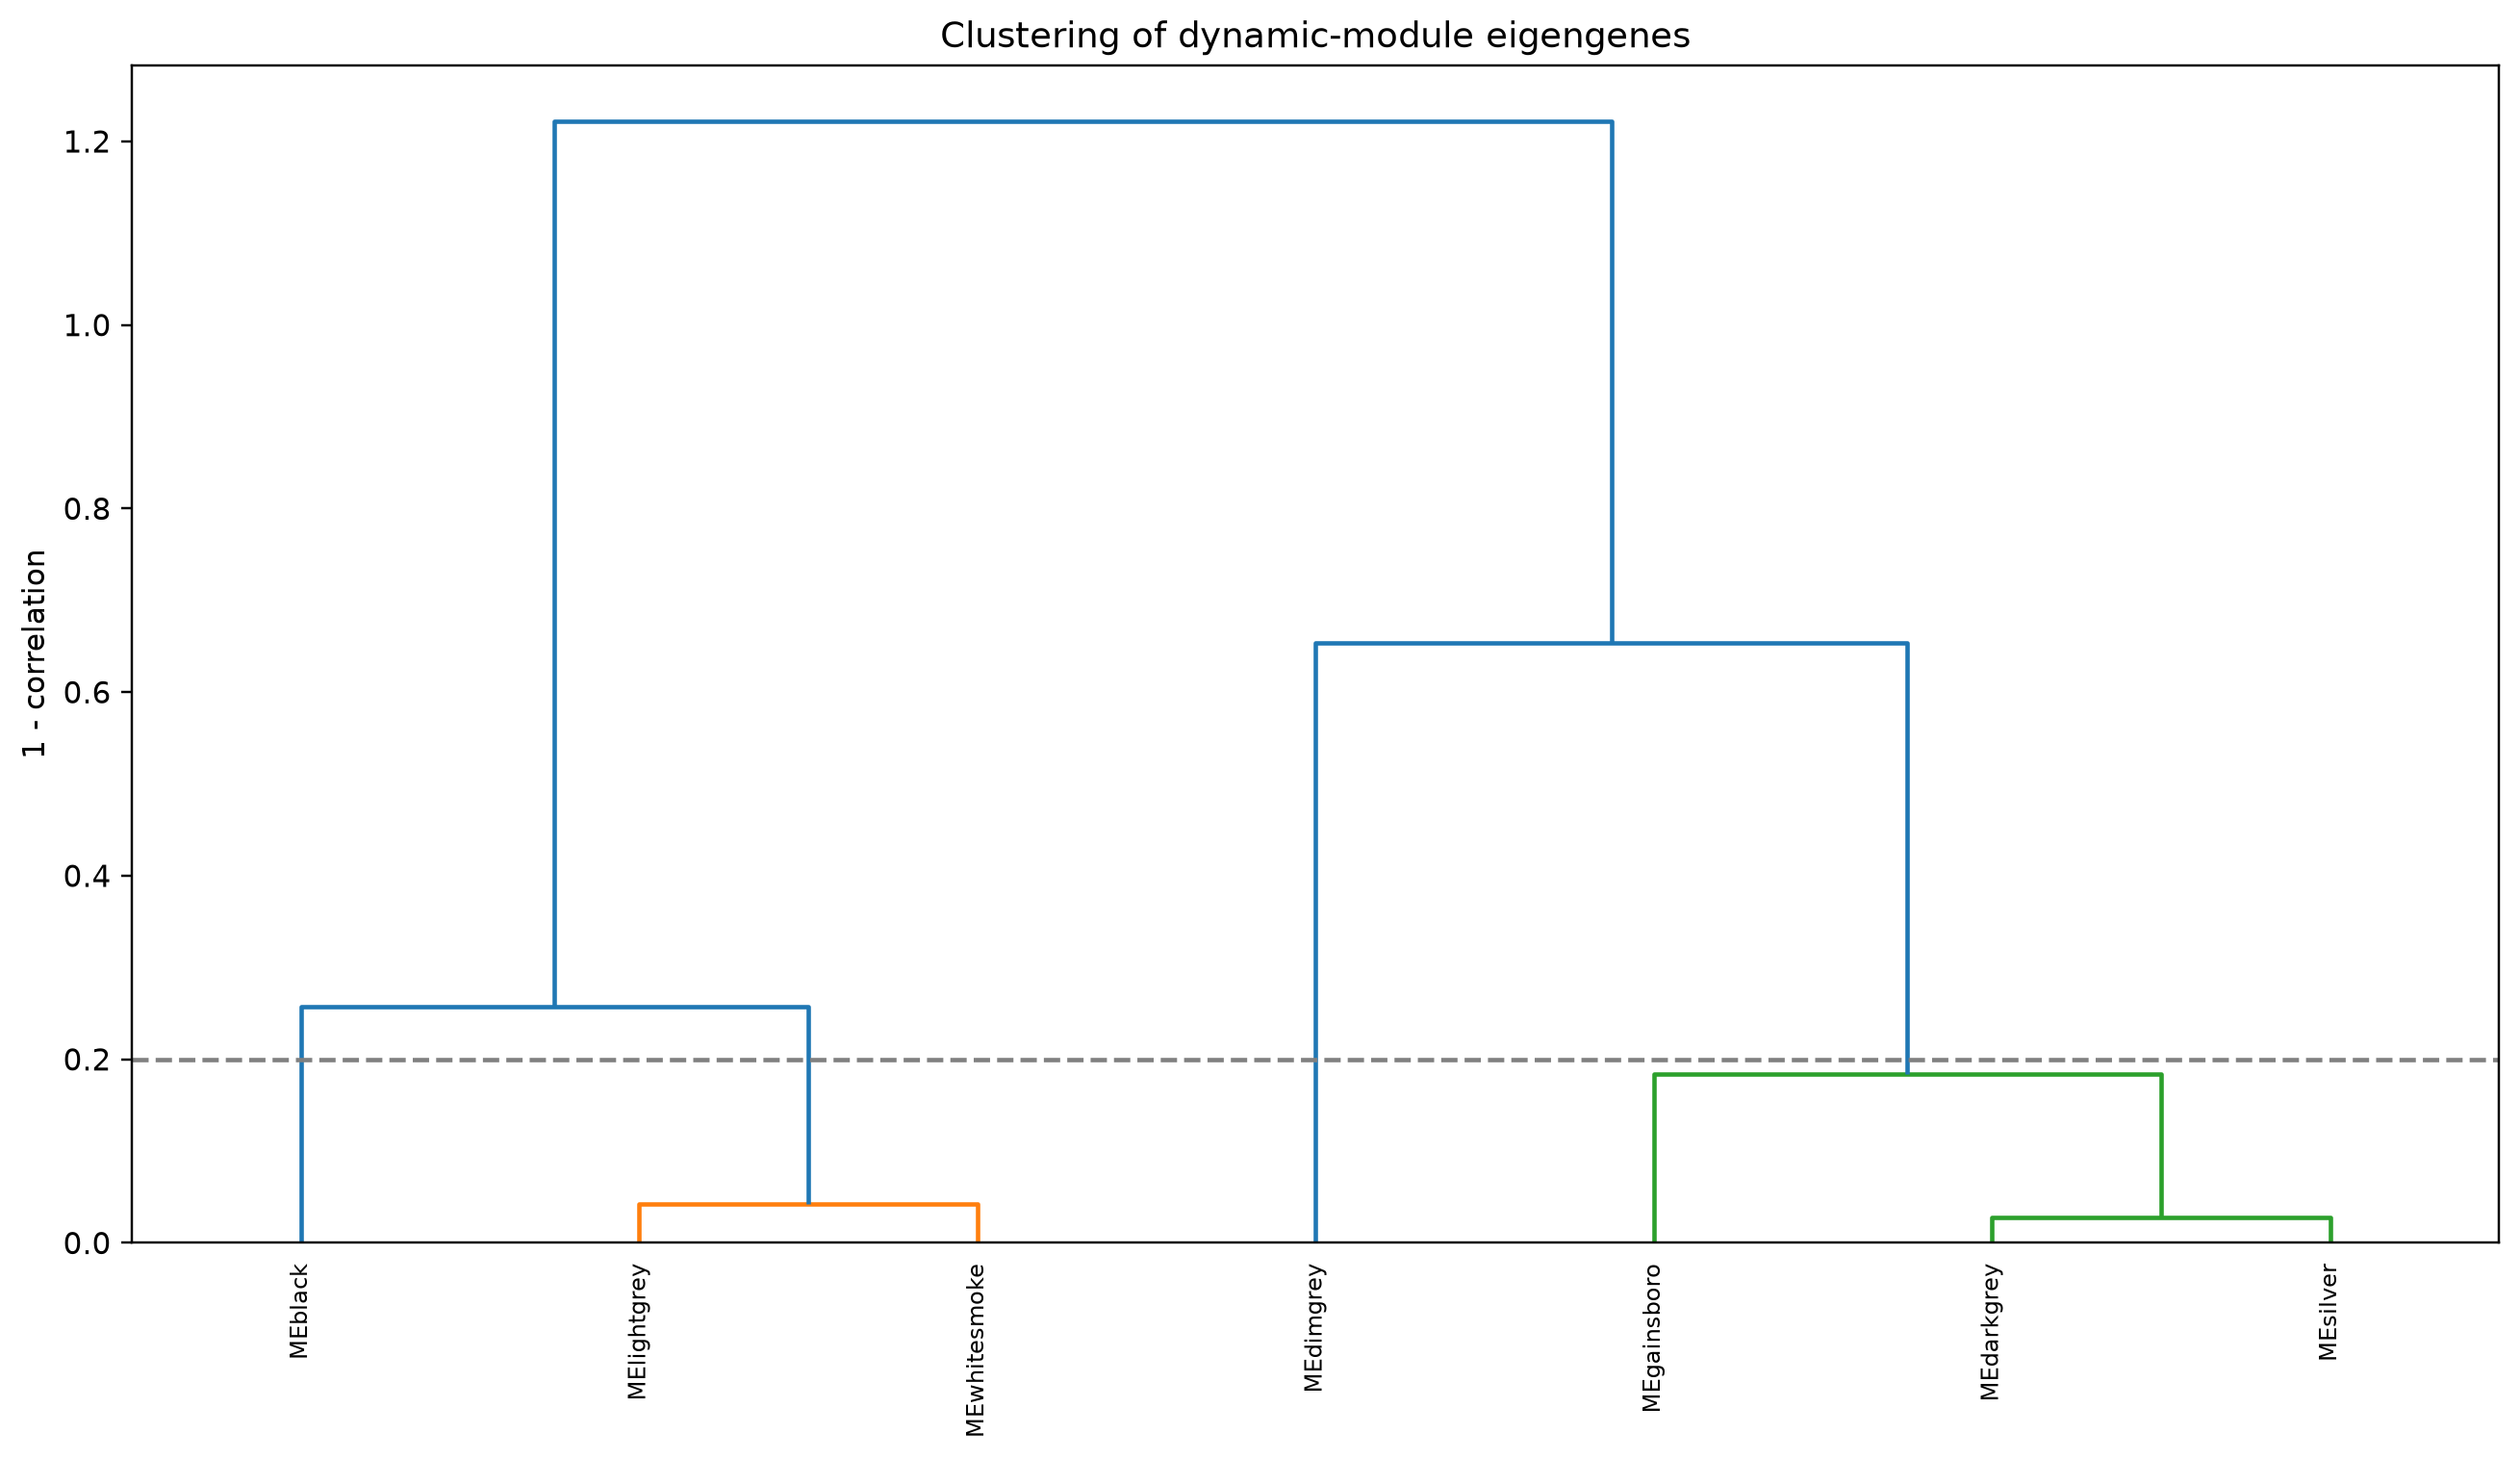 Clustering of dynamic-module eigengenes
1 - correlation
1.2
1.0
0.8
0.6
0.4
0.2
0.0
MEblack
MElightgrey
MEwhitesmoke
MEdimgrey
MEgainsboro
MEdarkgrey
MEsilver